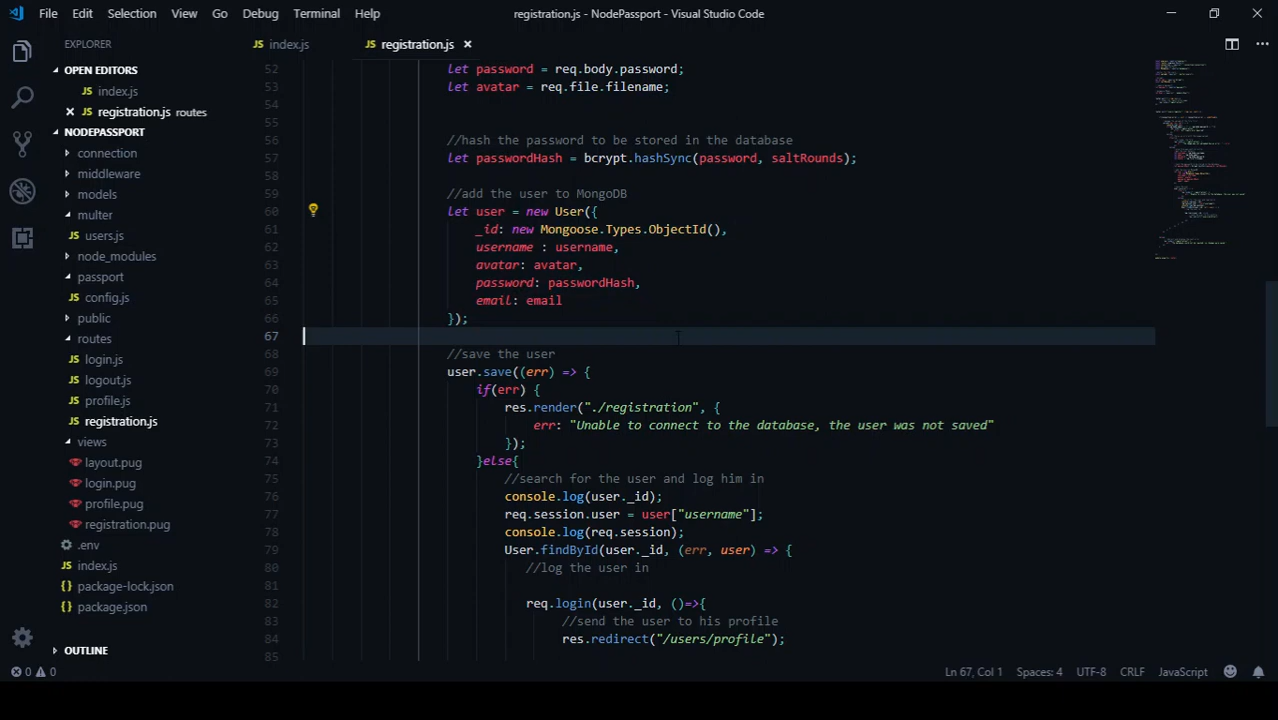 File Edit Selection View Go Debug Terminal Help registration.js - NodePassport - Visual Studio Code
EXPLORER
OPEN EDITORS
JS index.js
× JS registration.js routes
NODEPASSPORT
connection
middleware
models
multer
JS users.js
node_modules
passport
JS config.js
public
routes
JS login.js
JS logout.js
JS profile.js
JS registration.js
views
layout.pug
login.pug
profile.pug
registration.pug
.env
JS index.js
{} package-lock.json
{} package.json
OUTLINE
JS index.js JS registration.js ×
52 let password = req.body.password;
53 let avatar = req.file.filename;
54
55
56 //hash the password to be stored in the database
57 let passwordHash = bcrypt.hashSync(password, saltRounds);
58
59 //add the user to MongoDB
60 let user = new User({
61 _id: new Mongoose.Types.ObjectId(),
62 username : username,
63 avatar: avatar,
64 password: passwordHash,
65 email: email
66 });
67
68 //save the user
69 user.save((err) => {
70 if(err) {
71 res.render("./registration", {
72 err: "Unable to connect to the database, the user was not saved"
73 });
74 }else{
75 //search for the user and log him in
76 console.log(user._id);
77 req.session.user = user["username"];
78 console.log(req.session);
79 User.findById(user._id, (err, user) => {
80 //log the user in
81
82 req.login(user._id, ()=>{
83 //send the user to his profile
84 res.redirect("/users/profile");
85
0 0 Ln 67, Col 1 Spaces: 4 UTF-8 CRLF JavaScript